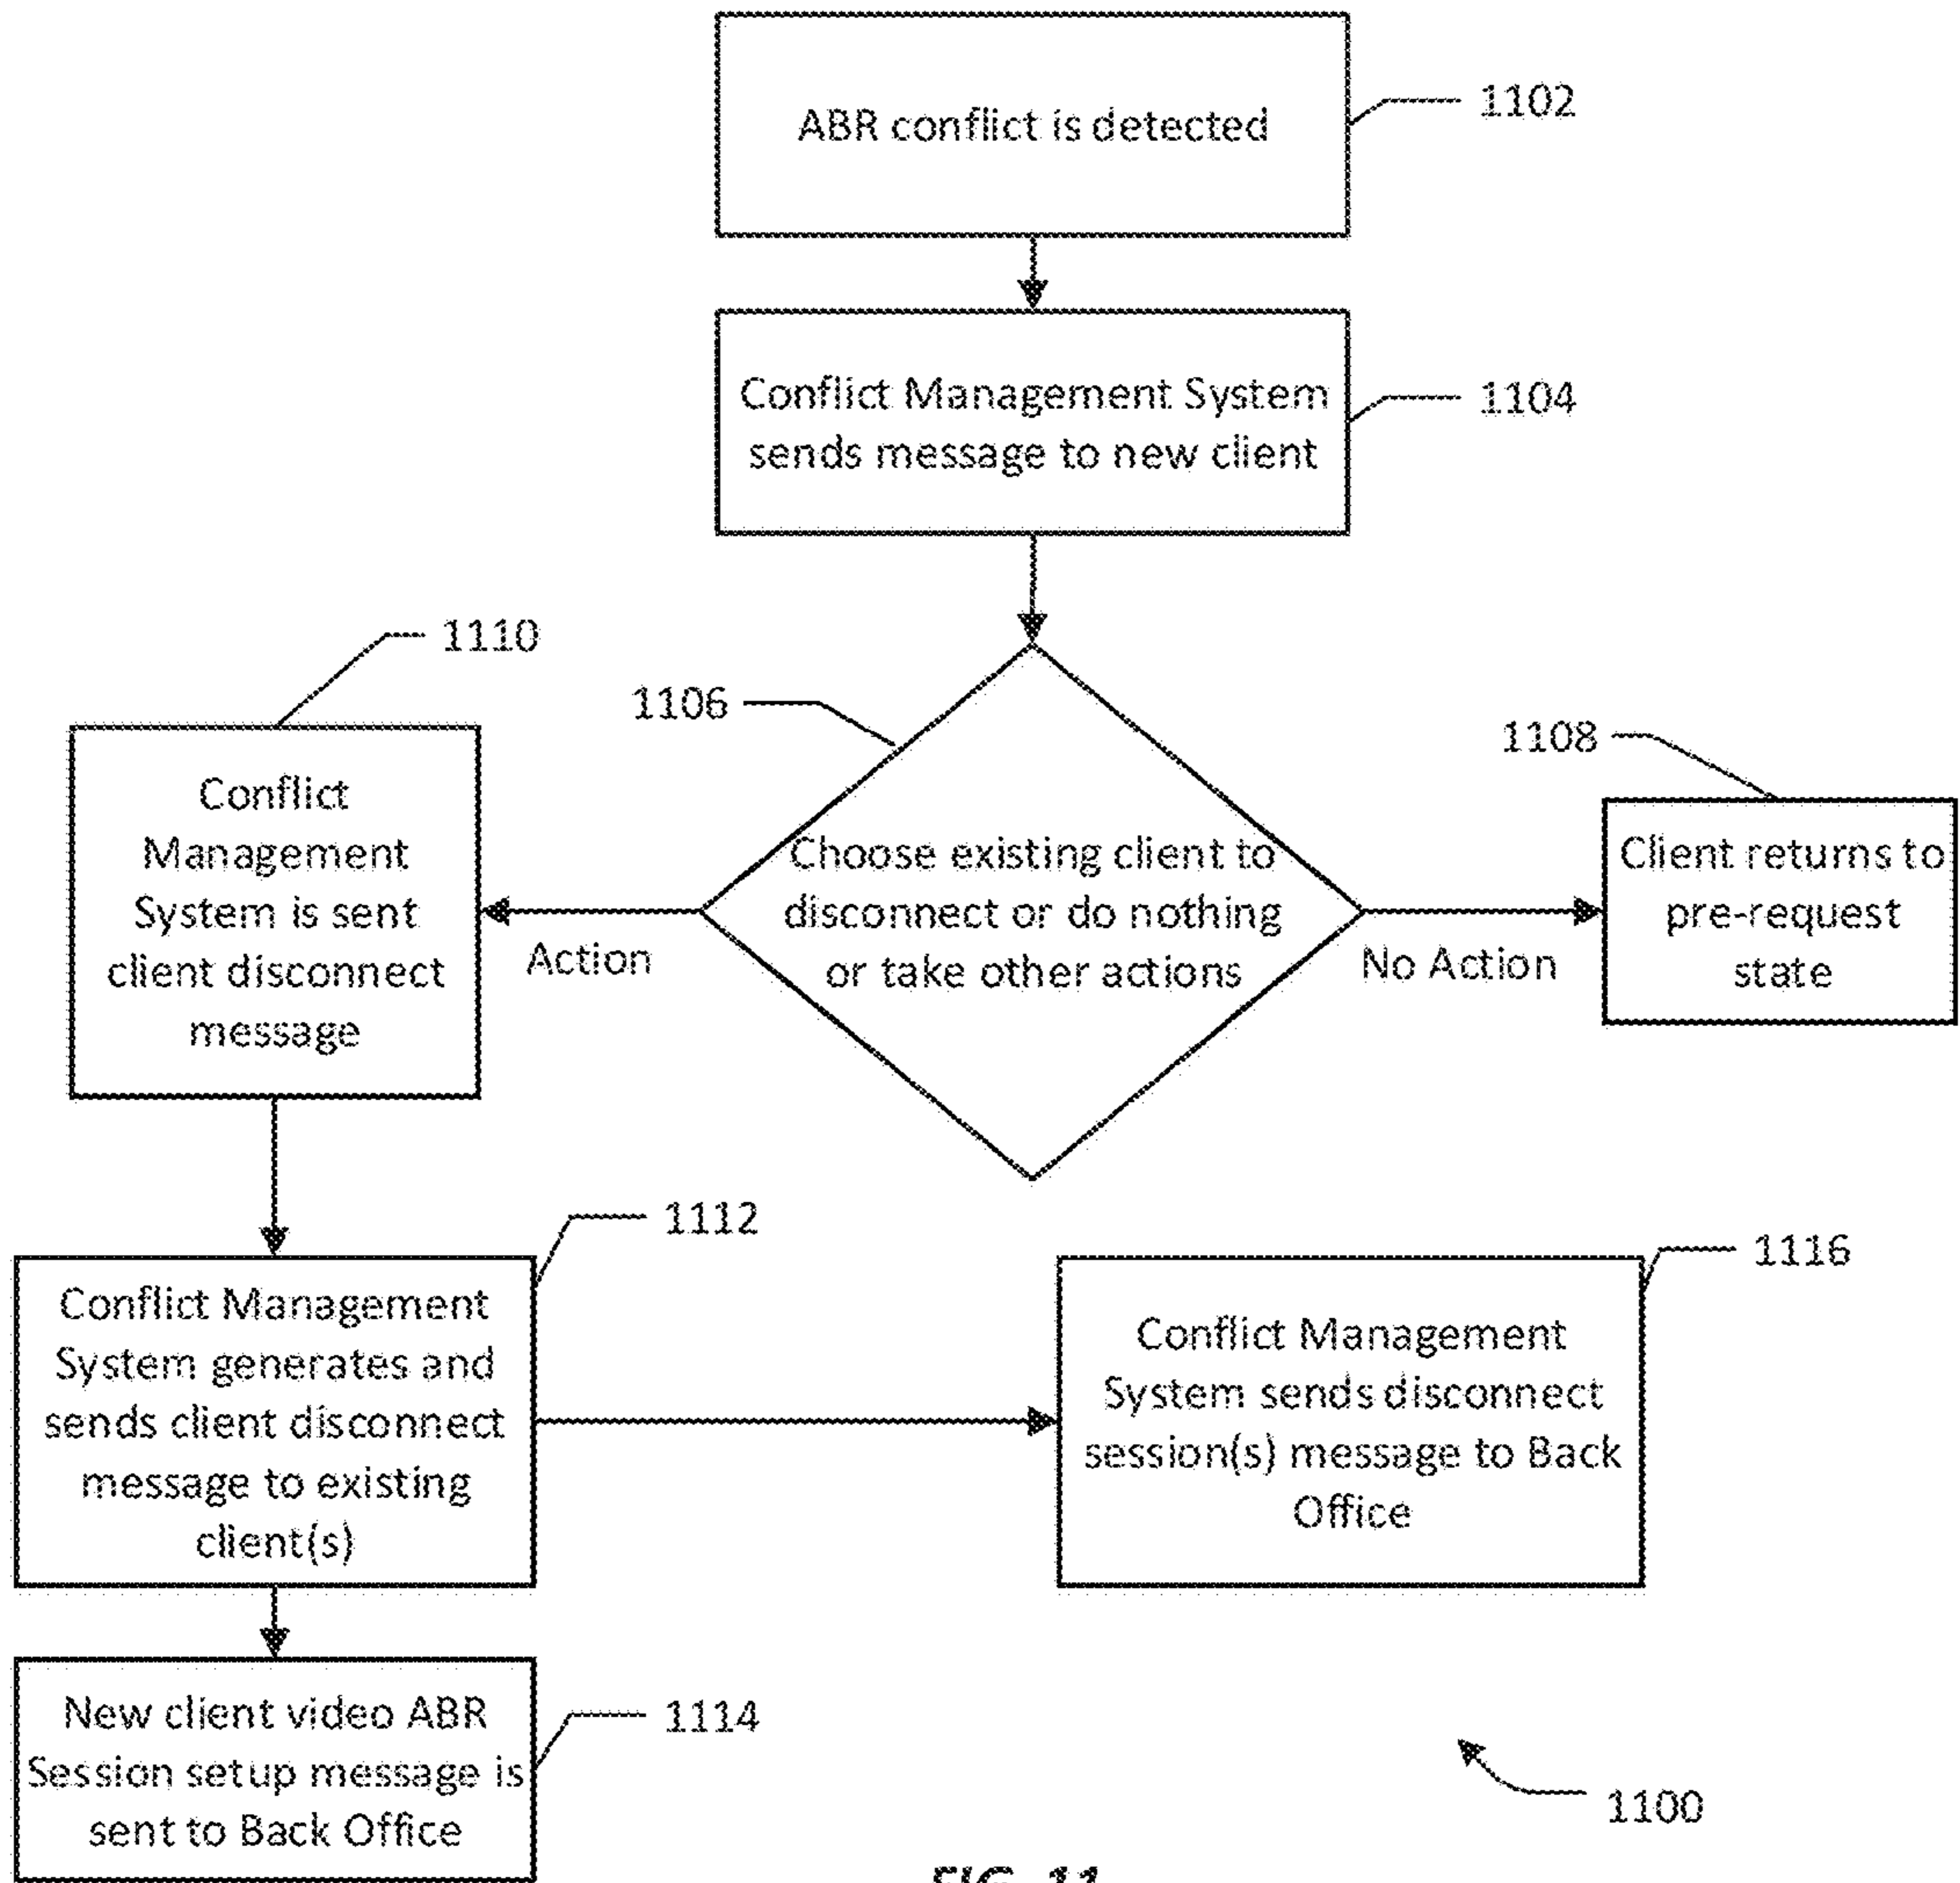 ABR conflict is detected
1102
Conflict Management System
sends message to new client
1104
1110
1106
1108
Conflict
Management
System is sent
client disconnect
message
Action
Choose existing client to
disconnect or do nothing
or take other actions
No Action
Client returns to
pre-request
state
1112
1116
Conflict Management
System generates and
sends client disconnect
message to existing
client(s)
Conflict Management
System sends disconnect
session(s) message to Back
Office
New client video ABR
Session setup message is
sent to Back Office
1114
1100
FIG. 11